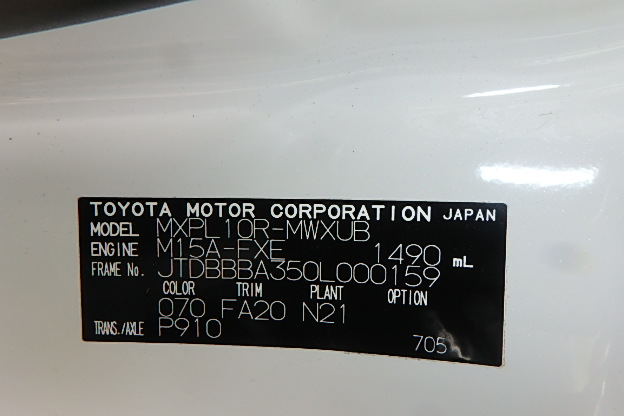 TOYOTA MOTOR CORPORATION JAPAN
MODEL MXPL10R-MWXUB
ENGINE M15A-FXE 1490 mL
FRAME No. JTDBBBA350L000159
COLOR TRIM PLANT OPTION
070 FA20 N21
TRANS./AXLE P910
705